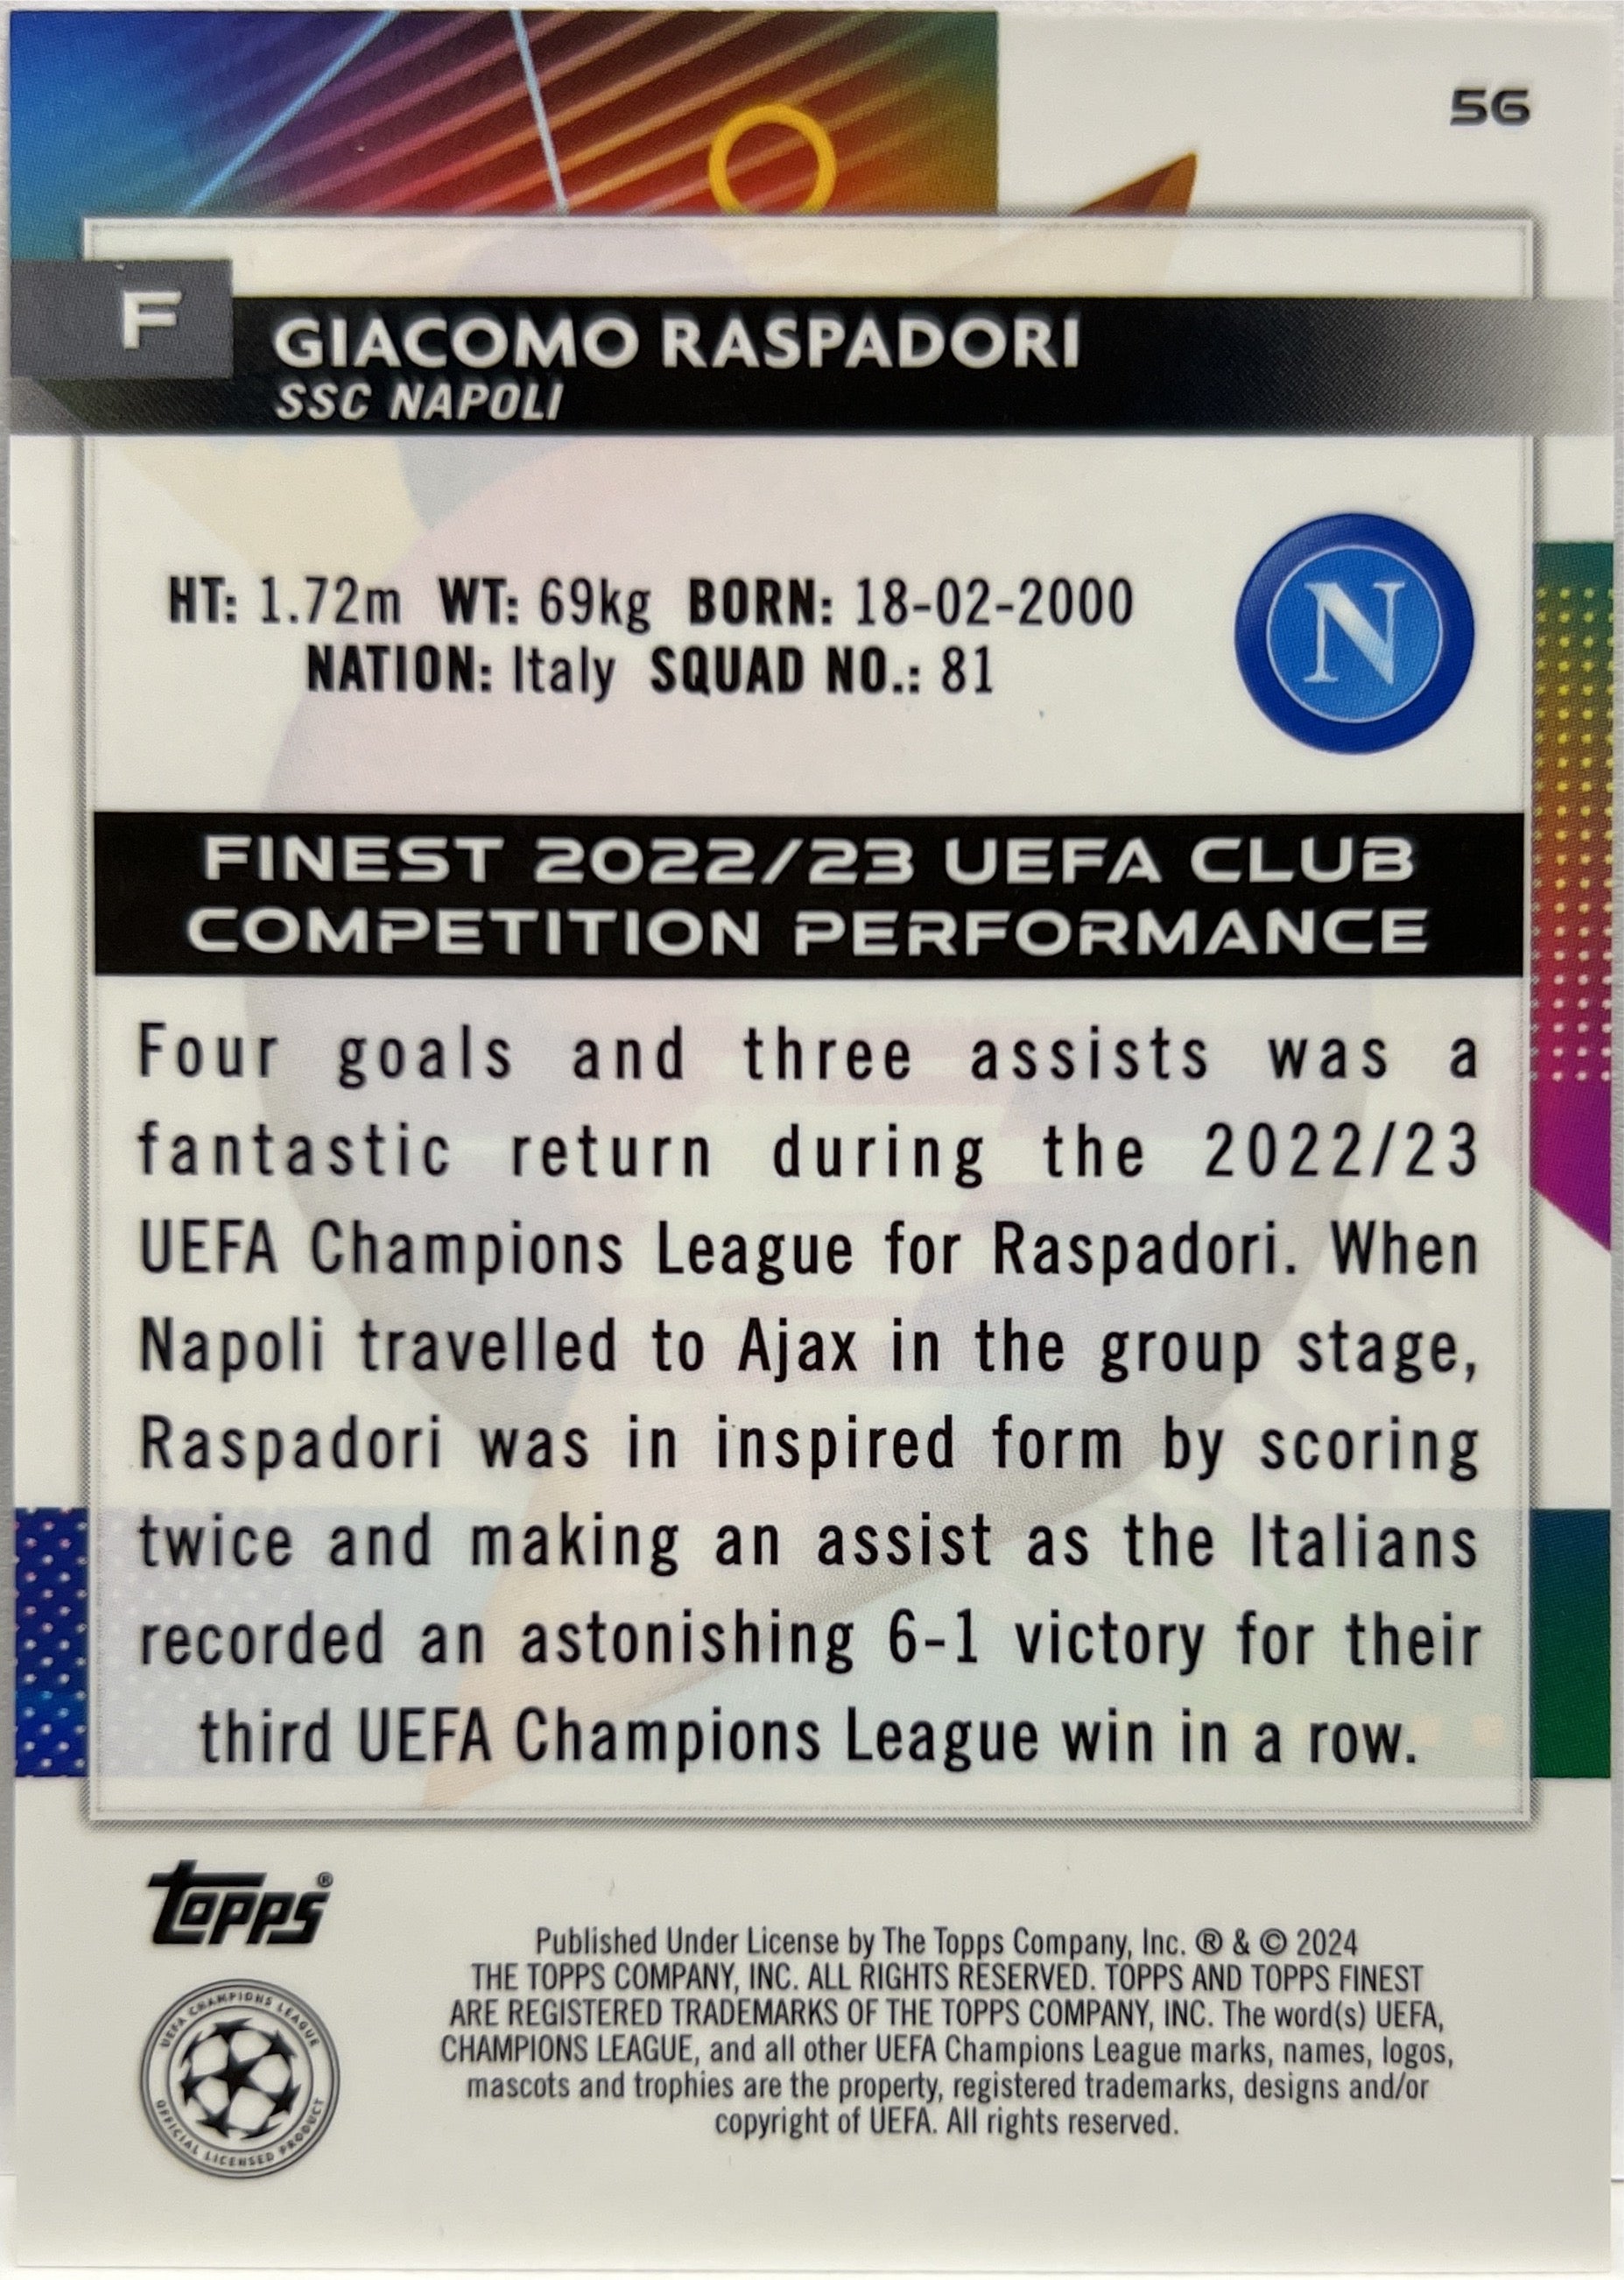 56
F
GIACOMO RASPADORI
SSC NAPOLI
HT: 1.72m WT: 69kg BORN: 18-02-2000
NATION: Italy SQUAD NO.: 81
N
FINEST 2022/23 UEFA CLUB
COMPETITION PERFORMANCE
Four goals and three assists was a
fantastic return during the 2022/23
UEFA Champions League for Raspadori. When
Napoli travelled to Ajax in the group stage,
Raspadori was in inspired form by scoring
twice and making an assist as the Italians
recorded an astonishing 6-1 victory for their
third UEFA Champions League win in a row.
topps®
UEFA CHAMPIONS LEAGUE
OFFICIAL LICENSED PRODUCT
Published Under License by The Topps Company, Inc. ® & © 2024
THE TOPPS COMPANY, INC. ALL RIGHTS RESERVED. TOPPS AND TOPPS FINEST
ARE REGISTERED TRADEMARKS OF THE TOPPS COMPANY, INC. The word(s) UEFA,
CHAMPIONS LEAGUE, and all other UEFA Champions League marks, names, logos,
mascots and trophies are the property, registered trademarks, designs and/or
copyright of UEFA. All rights reserved.